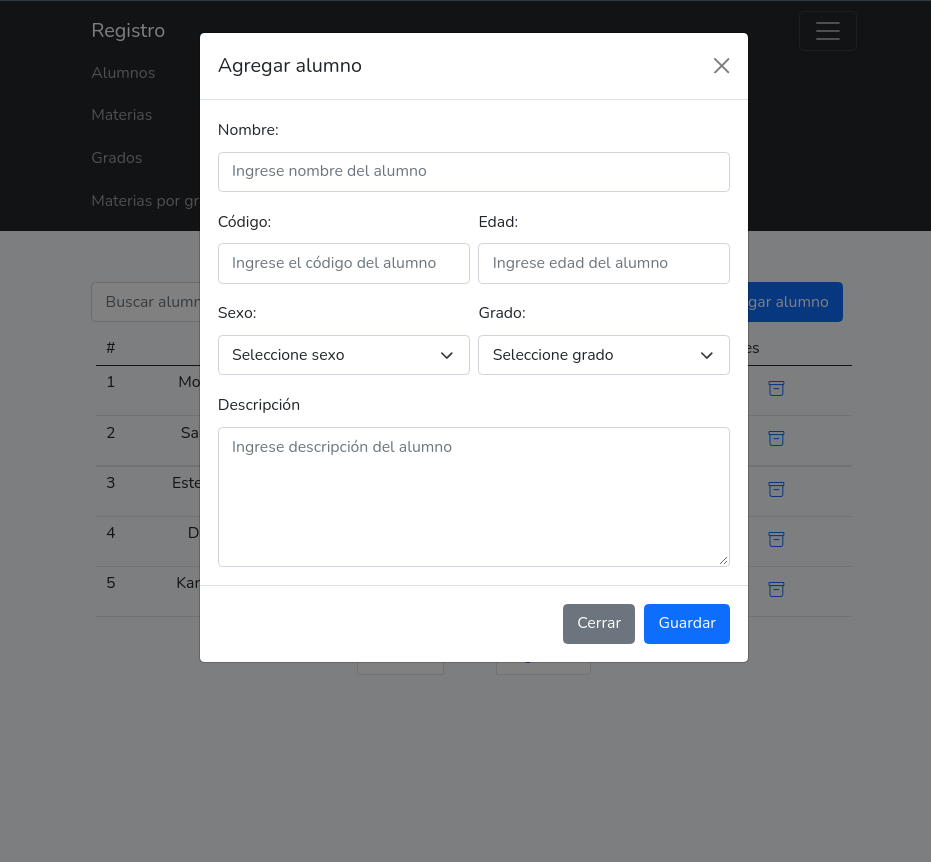 Registro
Alumnos
Materias
Grados
Materias por gr
Agregar alumno
Nombre:
Ingrese nombre del alumno
Código: Edad:
Ingrese el código del alumno Ingrese edad del alumno
Sexo: Grado:
Seleccione sexo Seleccione grado
Descripción
Ingrese descripción del alumno
Cerrar Guardar
Buscar alumn gar alumno
# es
1 Mo
2 Sa
3 Este
4 D
5 Kar